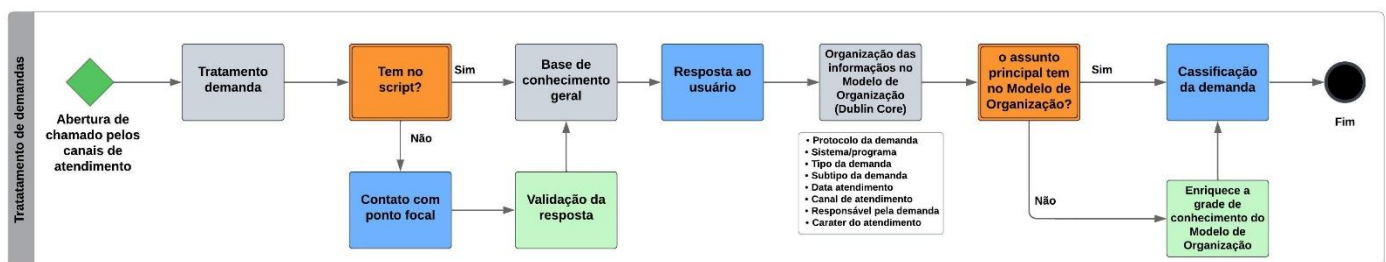 Tratatamento de demandas
Abertura de
chamado pelos
canais de
atendimento
Tratamento
demanda
Tem no
script?
Sim
Não
Contato com
ponto focal
Validação da
resposta
Base de
conhecimento
geral
Resposta ao
usuário
Organização das
informaçãos no
Modelo de
Organização
(Dublin Core)
• Protocolo da demanda
• Sistema/programa
• Tipo da demanda
• Subtipo da demanda
• Data atendimento
• Canal de atendimento
• Responsável pela demanda
• Carater do atendimento
o assunto
principal tem
no Modelo de
Organização?
Sim
Não
Enriquece a
grade de
conhecimento do
Modelo de
Organização
Cassificação
da demanda
Fim